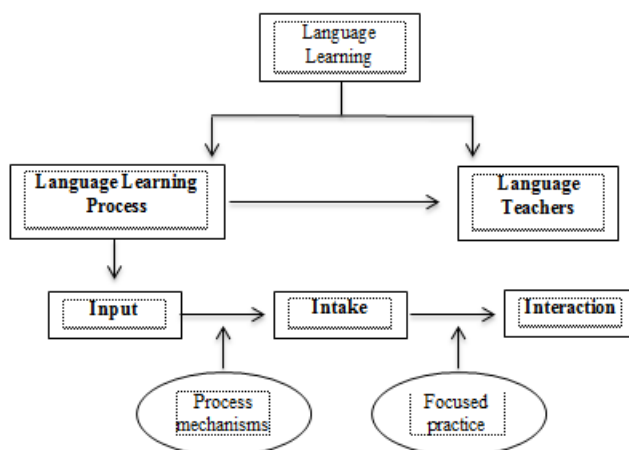 Language
Learning
Language Learning
Process
Language
Teachers
Input
Intake
Interaction
Process
mechanisms
Focused
practice